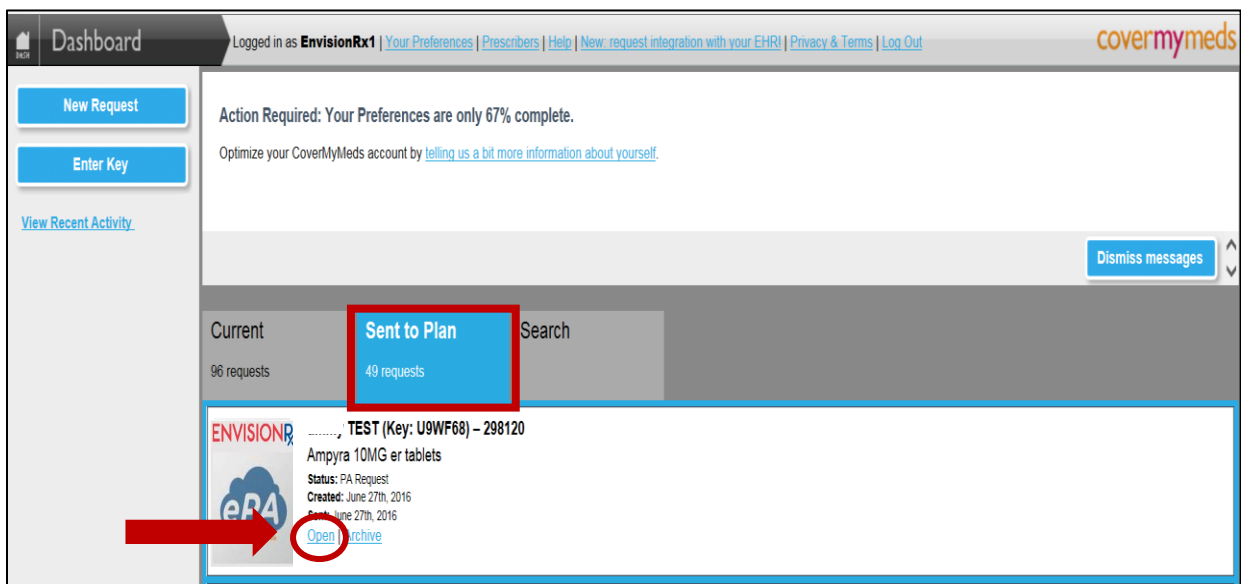 DASH
Dashboard
Logged in as EnvisionRx1 | Your Preferences | Prescribers | Help | New: request integration with your EHR! | Privacy & Terms | Log Out
covermymeds
New Request
Enter Key
View Recent Activity
Action Required: Your Preferences are only 67% complete.
Optimize your CoverMyMeds account by telling us a bit more information about yourself.
Dismiss messages
Current
96 requests
Sent to Plan
49 requests
Search
ENVISIONRx
ePA
TEST (Key: U9WF68) – 298120
Ampyra 10MG er tablets
Status: PA Request
Created: June 27th, 2016
Sent: June 27th, 2016
Open | Archive